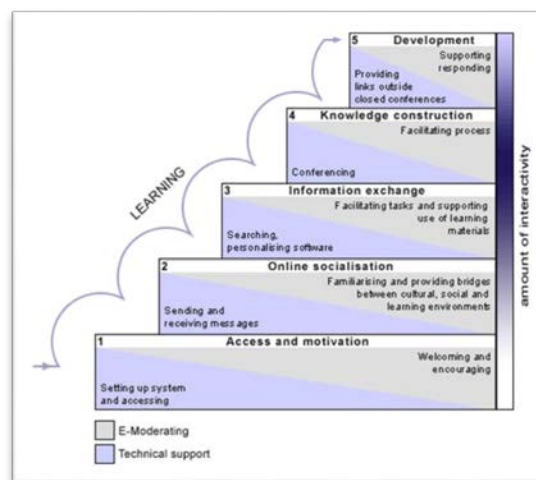 5 Development
Supporting
responding
Providing
links outside
closed conferences
4 Knowledge construction
Facilitating process
Conferencing
3 Information exchange
Facilitating tasks and supporting
use of learning
materials
Searching,
personalising software
2 Online socialisation
Familiarising and providing bridges
between cultural, social and
learning environments
Sending and
receiving messages
1 Access and motivation
Welcoming and
encouraging
Setting up system
and accessing
LEARNING
amount of interactivity
E-Moderating
Technical support